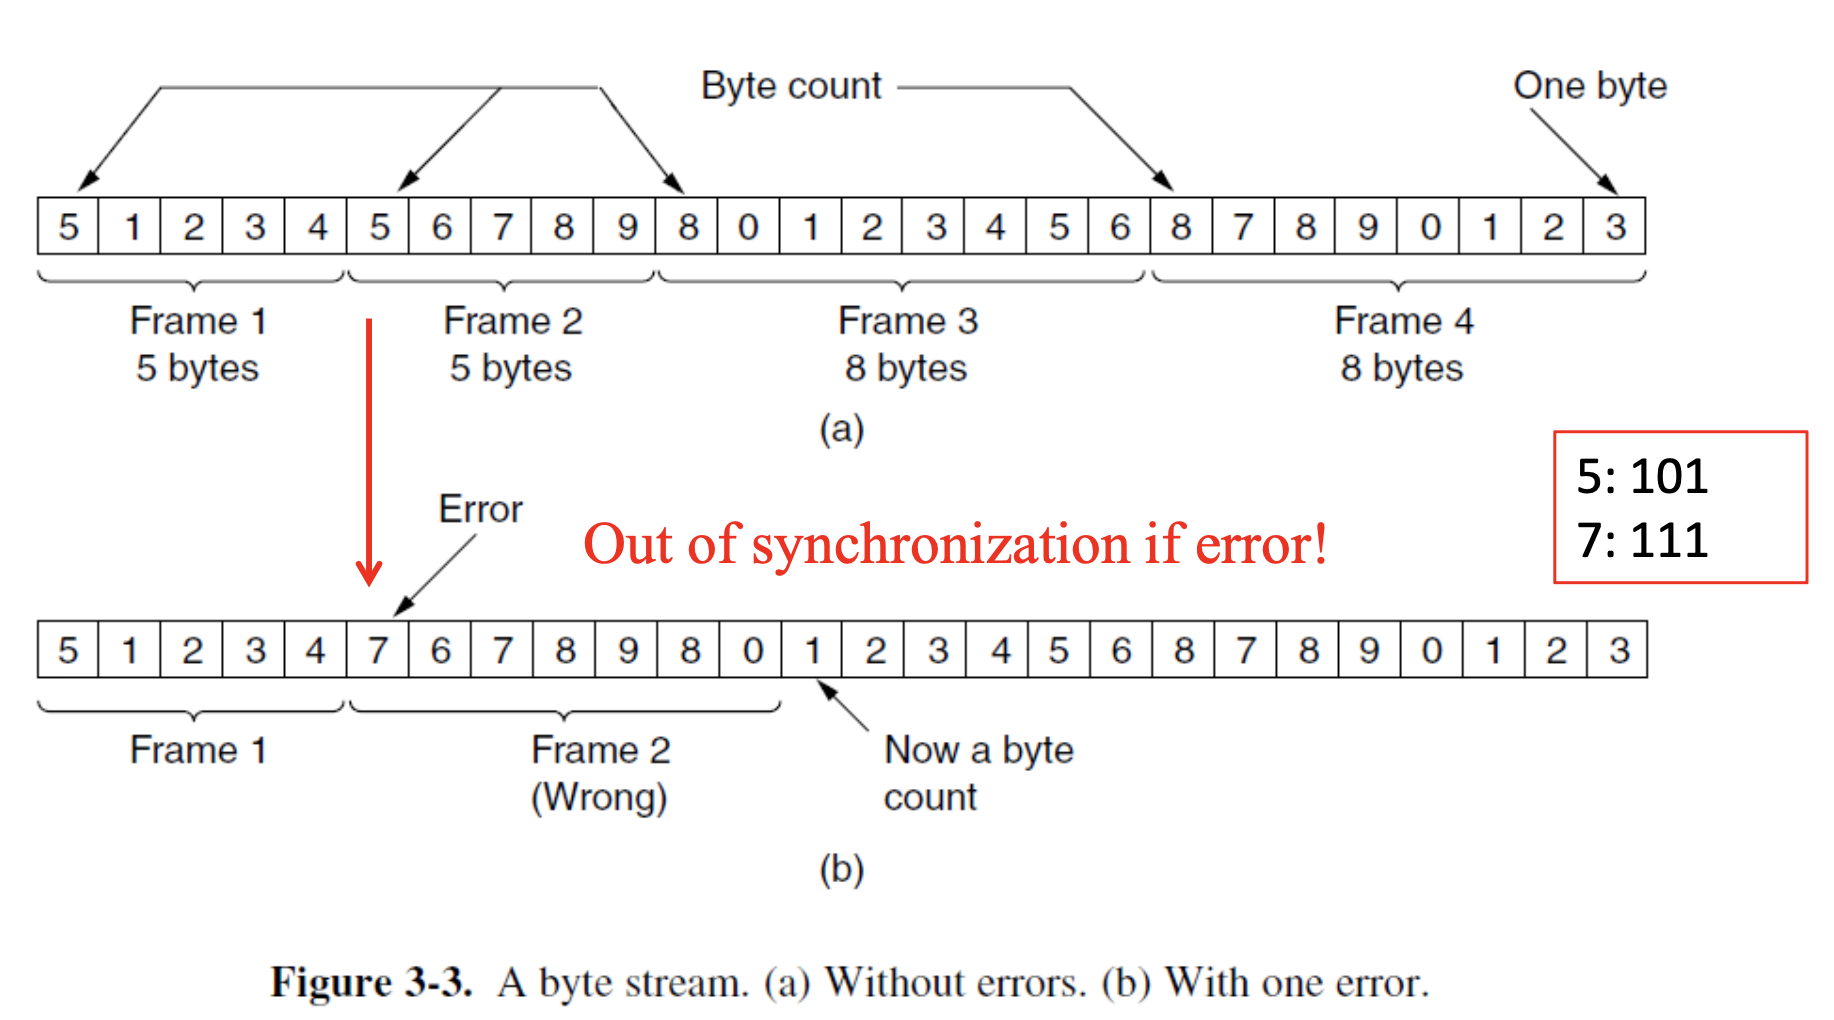 Byte count One byte
5 1 2 3 4 5 6 7 8 9 8 0 1 2 3 4 5 6 8 7 8 9 0 1 2 3
Frame 1 Frame 2 Frame 3 Frame 4
5 bytes 5 bytes 8 bytes 8 bytes
(a)
5: 101
7: 111
Error
Out of synchronization if error!
5 1 2 3 4 7 6 7 8 9 8 0 1 2 3 4 5 6 8 7 8 9 0 1 2 3
Frame 1 Frame 2 Now a byte
(Wrong) count
(b)
Figure 3-3. A byte stream. (a) Without errors. (b) With one error.